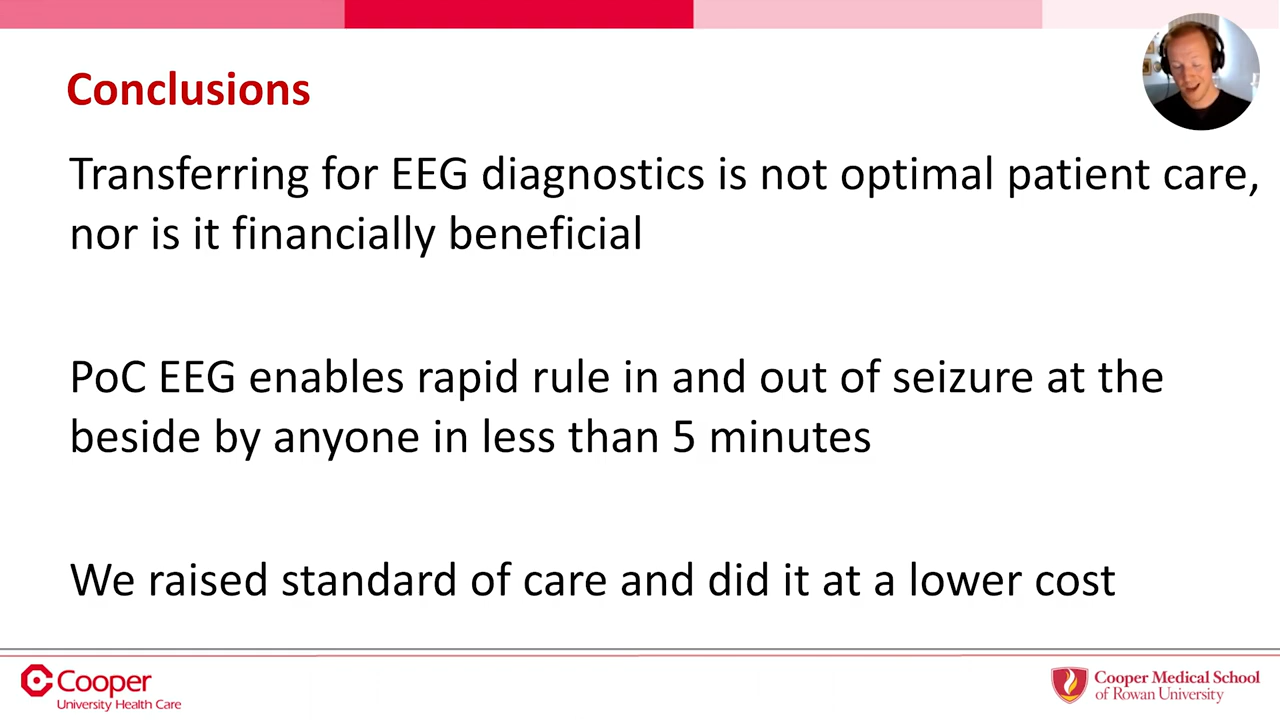 Conclusions
Transferring for EEG diagnostics is not optimal patient care,
nor is it financially beneficial
PoC EEG enables rapid rule in and out of seizure at the
beside by anyone in less than 5 minutes
We raised standard of care and did it at a lower cost
Cooper
University Health Care
Cooper Medical School
of Rowan University